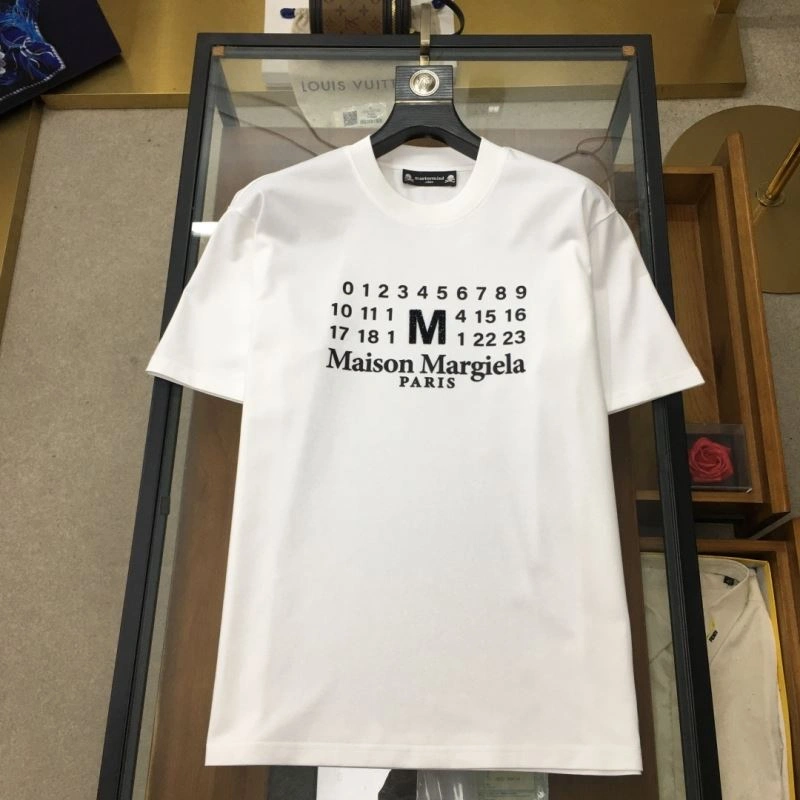 LOUIS VUITT
mastermind
0 1 2 3 4 5 6 7 8 9
10 11 1 M 4 15 16
17 18 1 1 22 23
Maison Margiela
PARIS